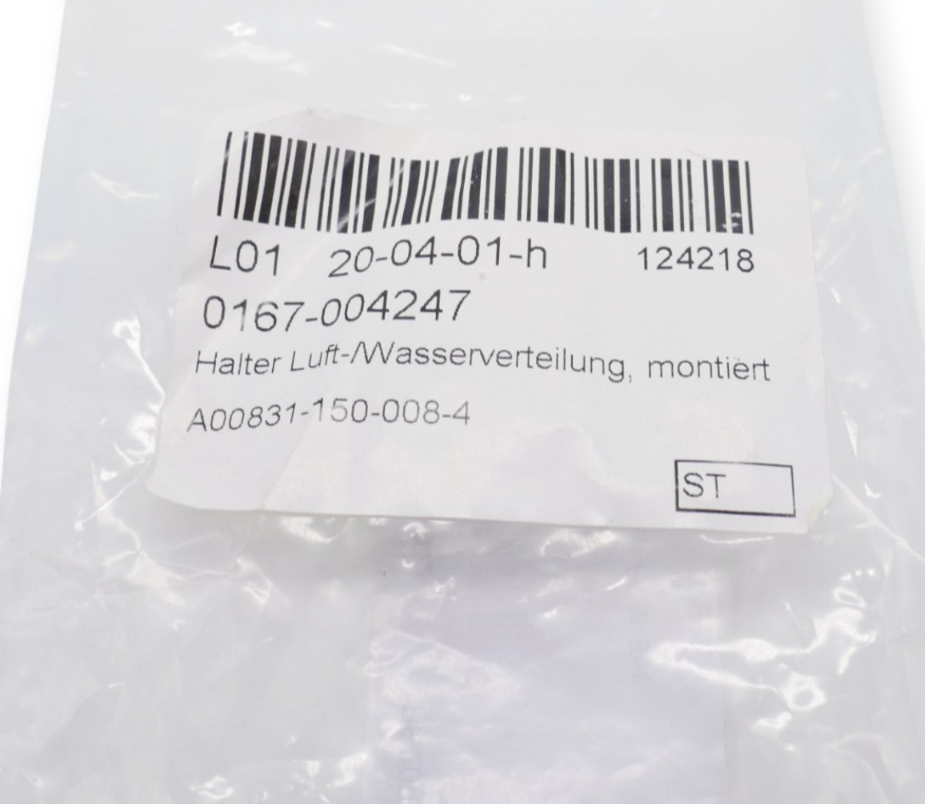 L01 20-04-01-h 124218
0167-004247
Halter Luft-/Wasserverteilung, montiert
A00831-150-008-4
ST